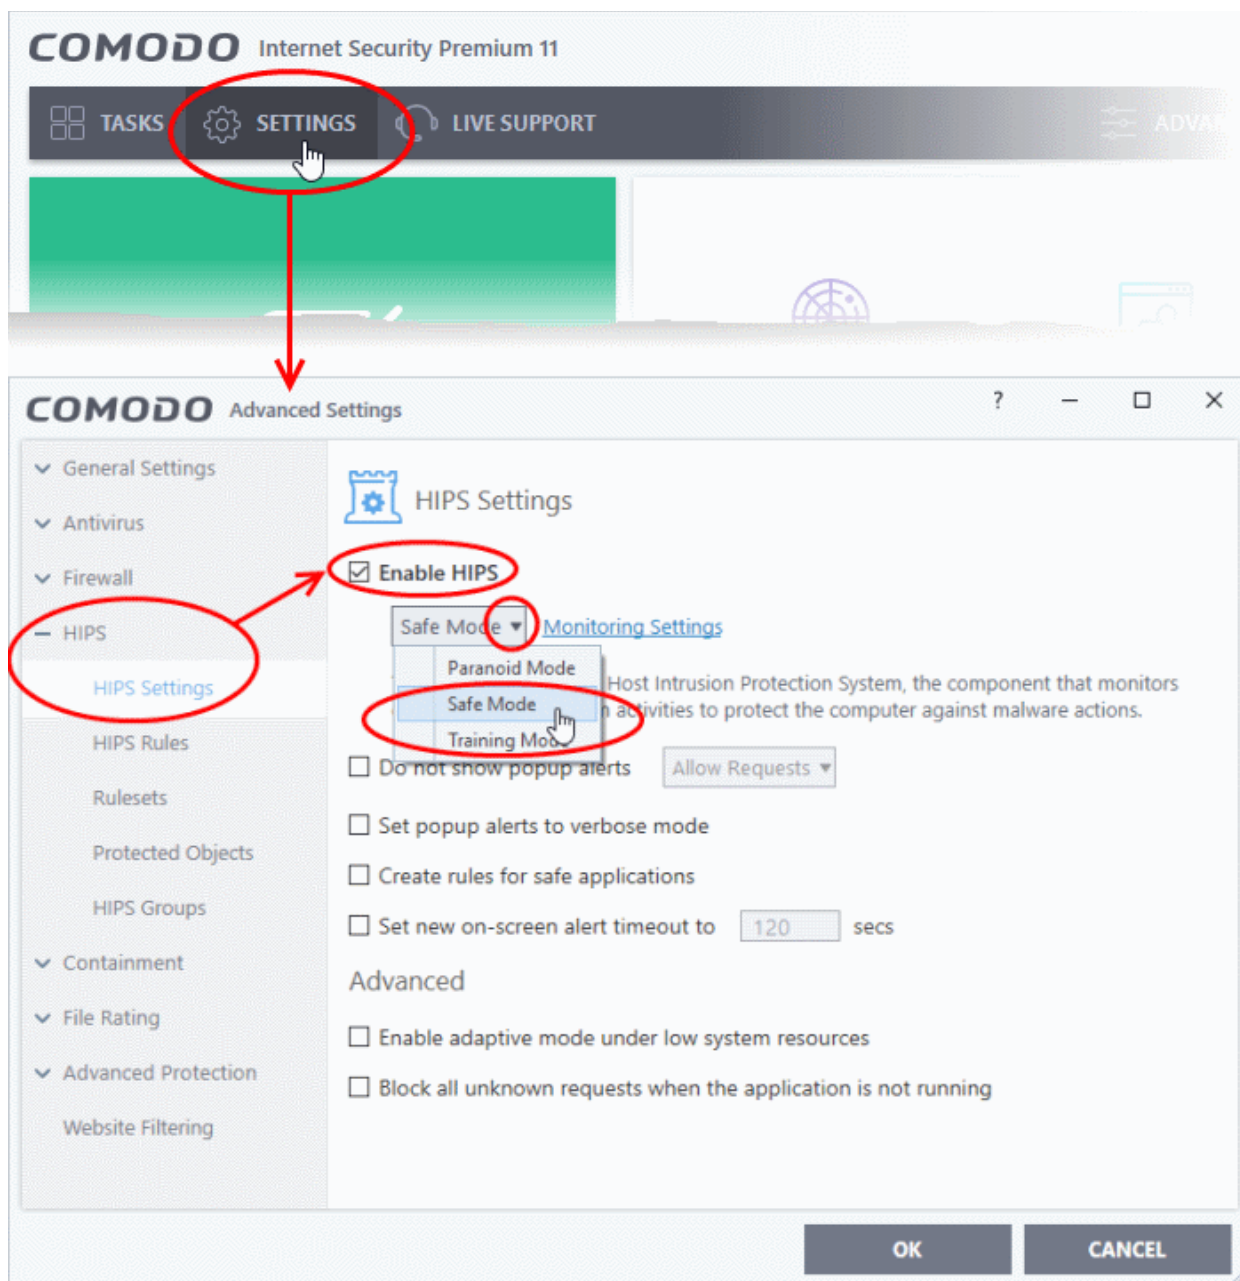 COMODO Internet Security Premium 11
TASKS SETTINGS LIVE SUPPORT
COMODO Advanced Settings ?
General Settings
HIPS Settings
Antivirus
Firewall
Enable HIPS
HIPS
Safe Mode Monitoring Settings
Paranoid Mode
HIPS Settings
Host Intrusion Protection System, the component that monitors
Safe Mode
activities to protect the computer against malware actions.
HIPS Rules
Training Mode
Do not show popup alerts Allow Requests
Rulesets
Set popup alerts to verbose mode
Protected Objects
Create rules for safe applications
HIPS Groups
Set new on-screen alert timeout to 120 secs
Containment
Advanced
File Rating
Enable adaptive mode under low system resources
Advanced Protection
Block all unknown requests when the application is not running
Website Filtering
OK CANCEL